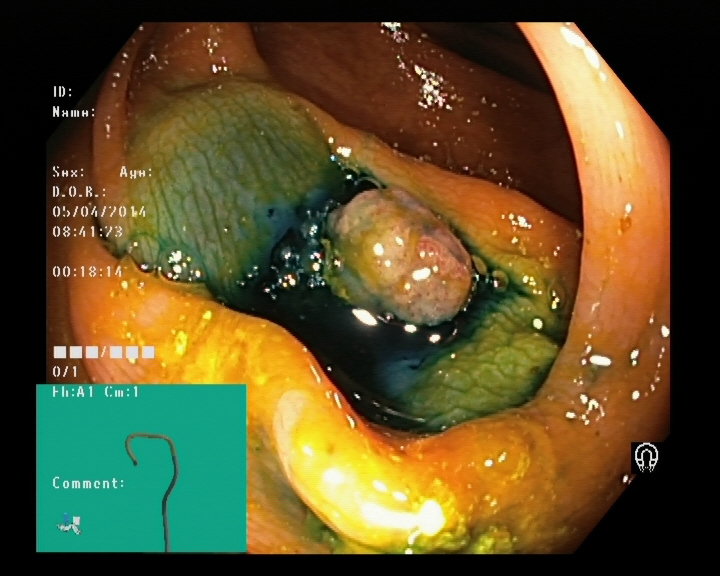 ID:
Name:
Sex: Age:
D.O.B.:
05/04/2014
08:41:23
00:18:14
0/1
Eh:A1 Cm:1
Comment: